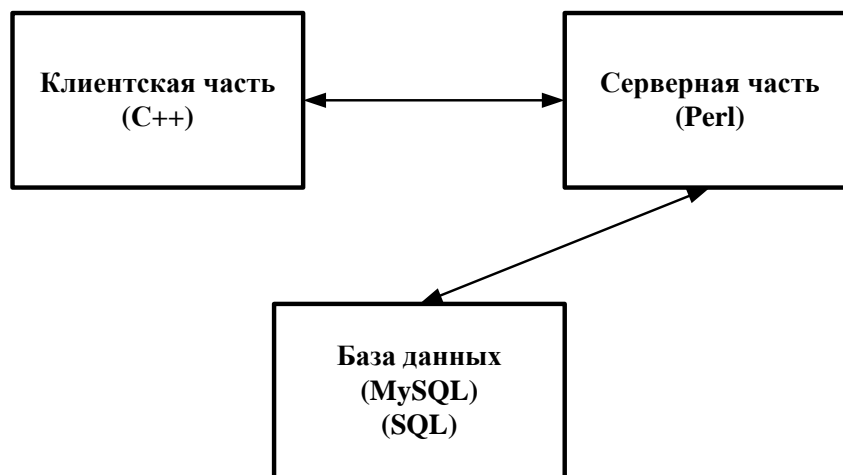 Клиентская часть
(C++)
Серверная часть
(Perl)
База данных
(MySQL)
(SQL)